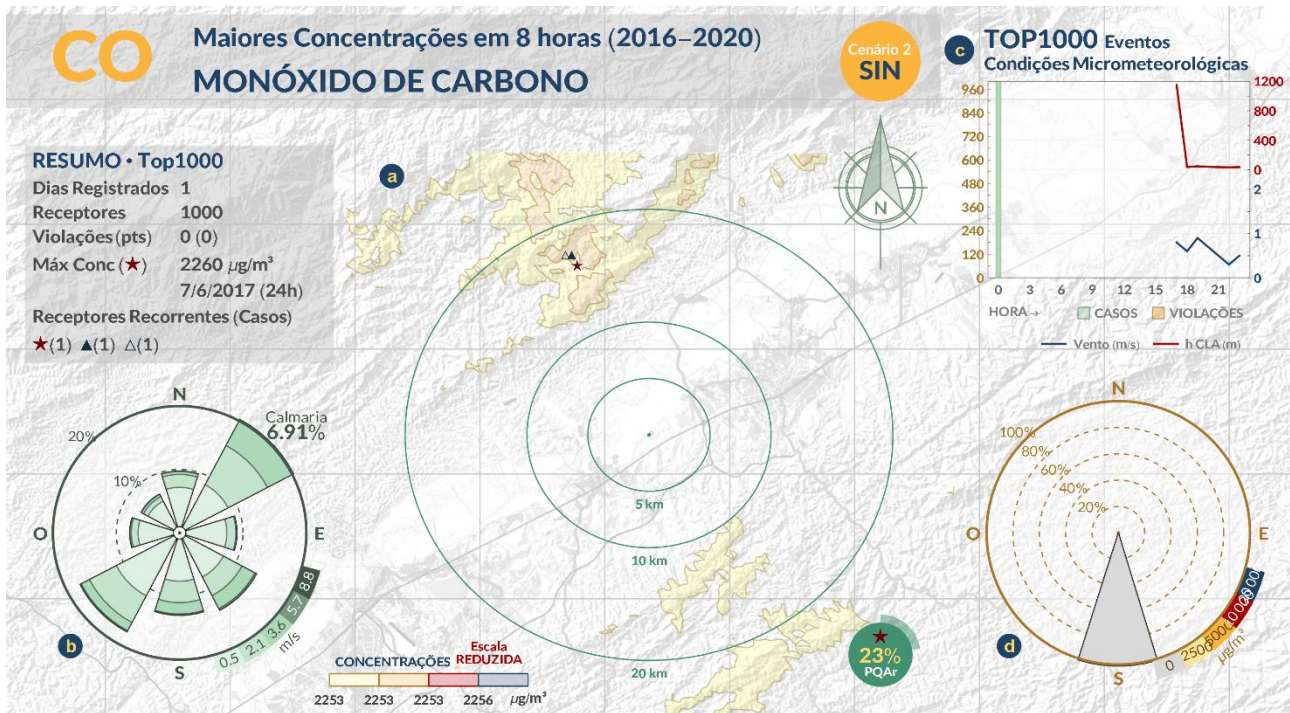 CO
Maiores Concentrações em 8 horas (2016–2020)
MONÓXIDO DE CARBONO
Cenário 2
SIN
RESUMO • Top1000
Dias Registrados 1
Receptores 1000
Violações (pts) 0 (0)
Máx Conc (★) 2260 µg/m³
7/6/2017 (24h)
Receptores Recorrentes (Casos)
★(1) ▲(1) △(1)
a
N
5 km
10 km
20 km
c
TOP1000 Eventos
Condições Micrometeorológicas
960
840
720
600
480
360
240
120
0
1200
800
400
0
2
1
0
0 3 6 9 12 15 18 21
HORA→
CASOS
VIOLAÇÕES
Vento (m/s)
h CLA (m)
b
N
E
S
O
Calmaria
6.91%
20%
10%
0.5 2.1 3.6 5.7 8.8
m/s
CONCENTRAÇÕES
Escala
REDUZIDA
2253 2253 2253 2256 µg/m³
23%
PQAr
d
N
E
S
O
100%
80%
60%
40%
20%
0 2500 5000 10000
µg/m³